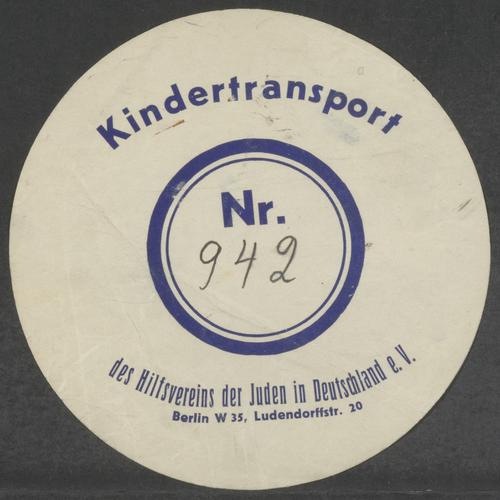 Kindertransport
Nr.
942
des Hilfsvereins der Juden in Deutschland e. V.
Berlin W 35, Ludendorffstr. 20